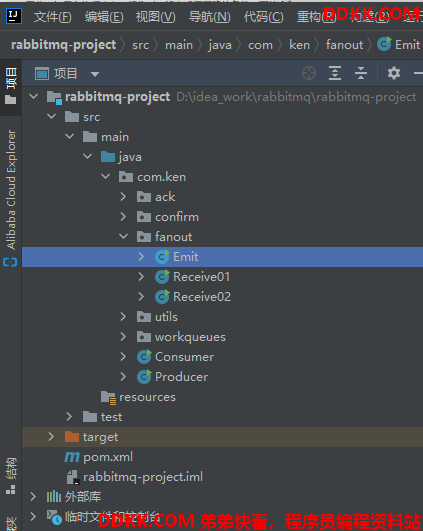 文件(F) 编辑(E) 视图(V) 导航(N) 代码(C) 重构(R)
DDKK.COM
rabbitmq-project src main java com ken fanout Emit
项目
项目
rabbitmq-project D:\idea_work\rabbitmq\rabbitmq-project
src
main
java
com.ken
ack
confirm
fanout
Emit
Receive01
Receive02
utils
workqueues
Consumer
Producer
resources
test
target
pom.xml
rabbitmq-project.iml
外部库
临时文件和控制台
Alibaba Cloud Explorer
结构
DDKK.COM 弟弟快看，程序员编程资料站